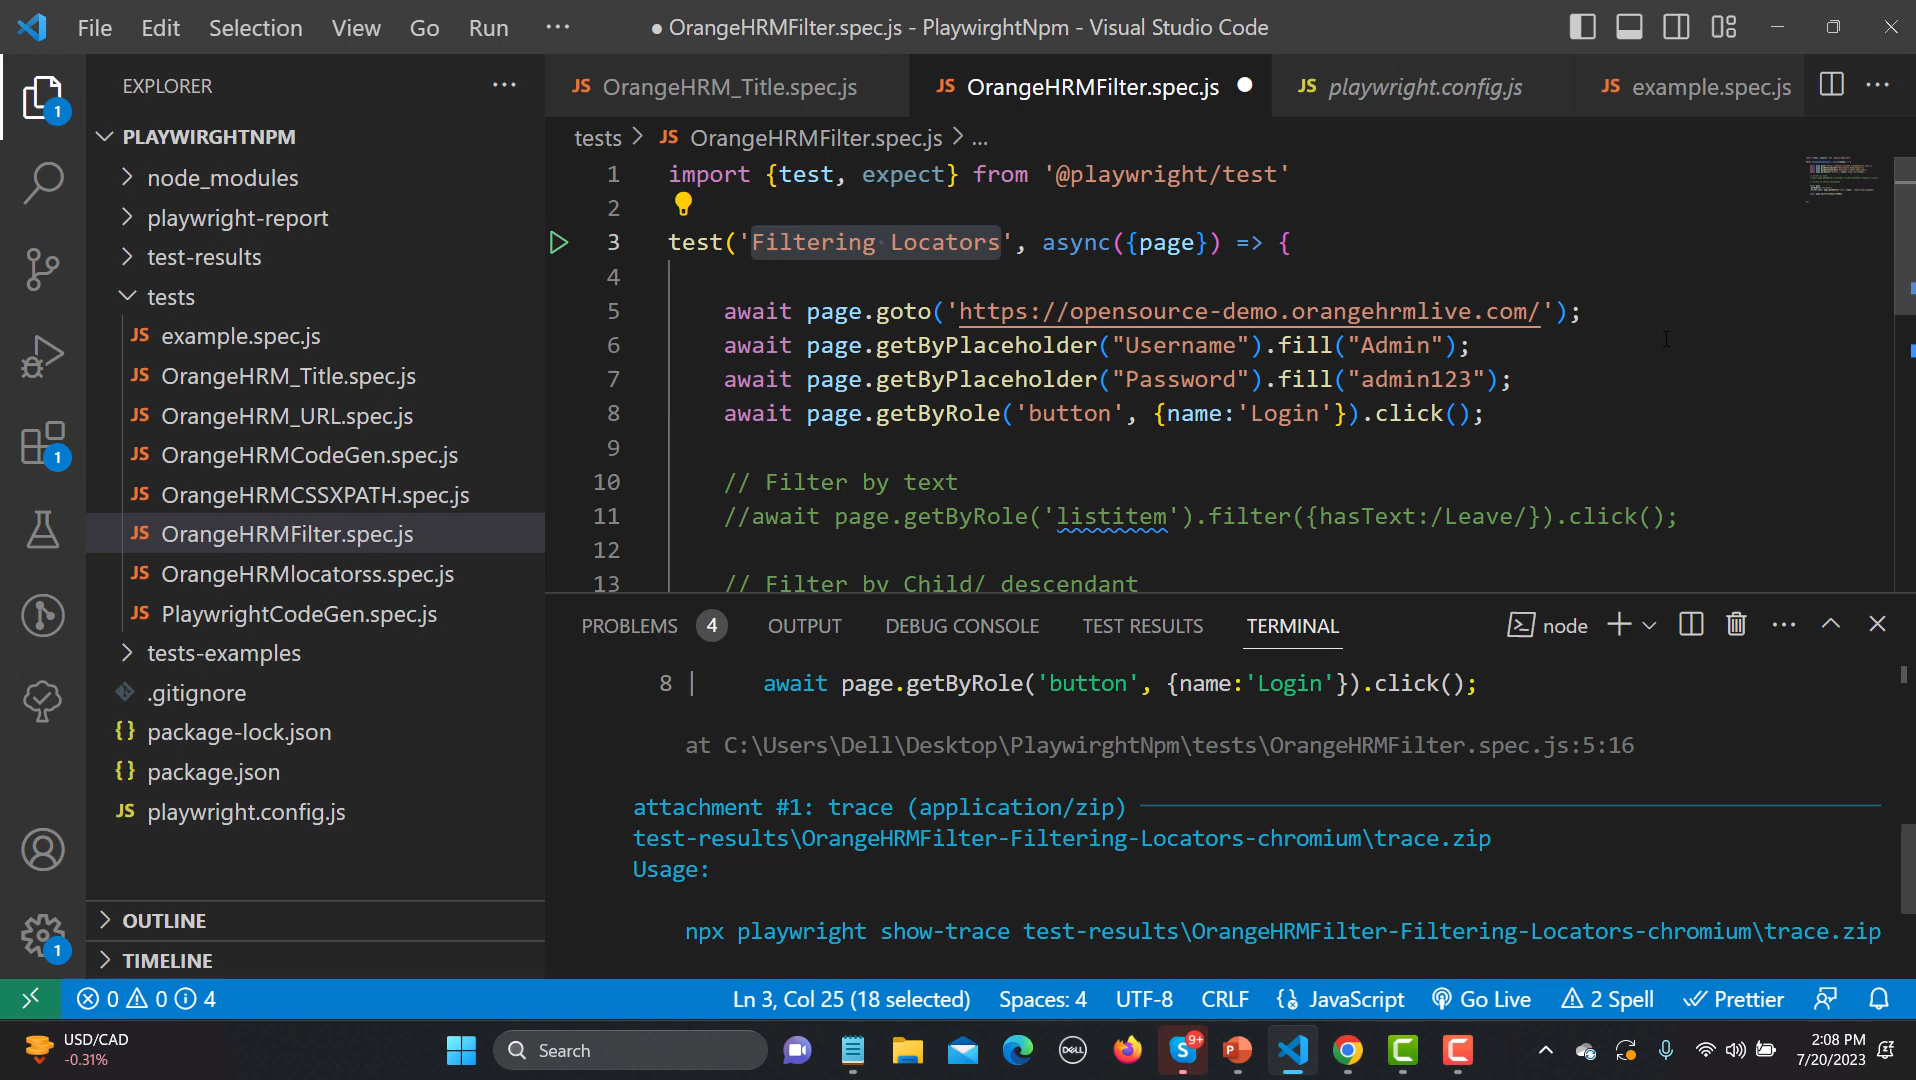 File Edit Selection View Go Run ··· ● OrangeHRMFilter.spec.js - PlaywirghtNpm - Visual Studio Code
EXPLORER ···
1
PLAYWIRGHTNPM
node_modules
playwright-report
test-results
tests
JS example.spec.js
JS OrangeHRM_Title.spec.js
JS OrangeHRM_URL.spec.js
JS OrangeHRMCodeGen.spec.js
1
JS OrangeHRMCSSXPATH.spec.js
JS OrangeHRMFilter.spec.js
JS OrangeHRMlocatorss.spec.js
JS PlaywrightCodeGen.spec.js
tests-examples
.gitignore
{} package-lock.json
{} package.json
JS playwright.config.js
OUTLINE
1
TIMELINE
JS OrangeHRM_Title.spec.js JS OrangeHRMFilter.spec.js ● JS playwright.config.js JS example.spec.js ···
tests > JS OrangeHRMFilter.spec.js > ...
1 import {test, expect} from '@playwright/test'
2
3 test('Filtering Locators', async({page}) => {
4
5 await page.goto('https://opensource-demo.orangehrmlive.com/');
6 await page.getByPlaceholder("Username").fill("Admin");
7 await page.getByPlaceholder("Password").fill("admin123");
8 await page.getByRole('button', {name:'Login'}).click();
9
10 // Filter by text
11 //await page.getByRole('listitem').filter({hasText:/Leave/}).click();
12
13 // Filter by Child/ descendant
PROBLEMS 4 OUTPUT DEBUG CONSOLE TEST RESULTS TERMINAL node ···
8 | await page.getByRole('button', {name:'Login'}).click();
at C:\Users\Dell\Desktop\PlaywirghtNpm\tests\OrangeHRMFilter.spec.js:5:16
attachment #1: trace (application/zip) ─────
test-results\OrangeHRMFilter-Filtering-Locators-chromium\trace.zip
Usage:
npx playwright show-trace test-results\OrangeHRMFilter-Filtering-Locators-chromium\trace.zip
0 0 4 Ln 3, Col 25 (18 selected) Spaces: 4 UTF-8 CRLF JavaScript Go Live 2 Spell Prettier
USD/CAD
-0.31%
Search
DELL
S 9+
P
C
C
2:08 PM
7/20/2023